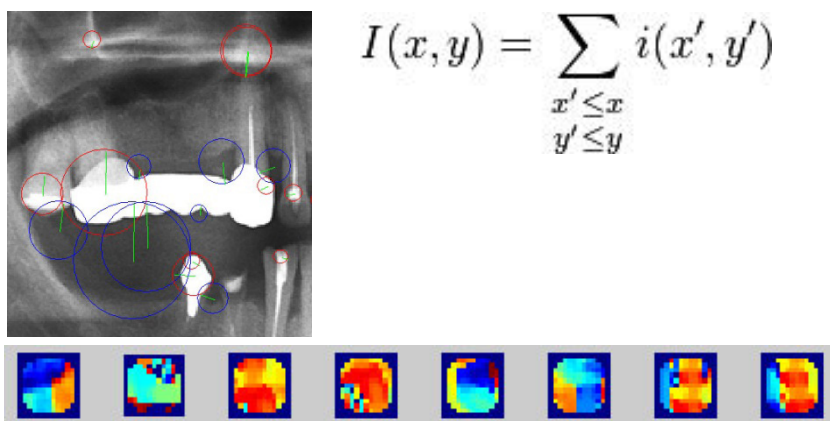 I(x, y) = ∑ i(x′, y′)
x′ ≤ x
y′ ≤ y